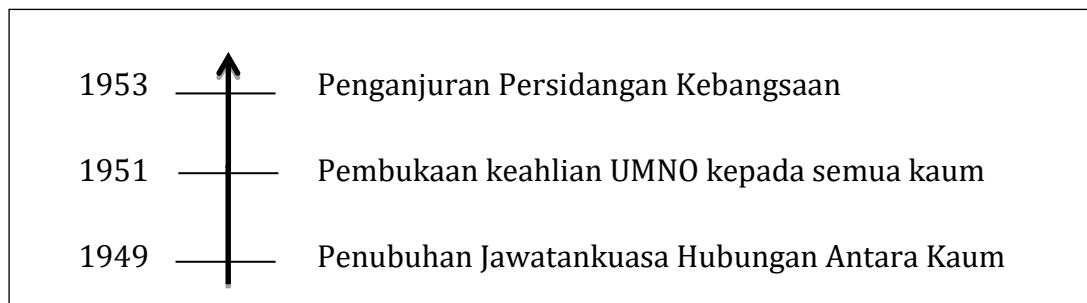 1953 Penganjuran Persidangan Kebangsaan
1951 Pembukaan keahlian UMNO kepada semua kaum
1949 Penubuhan Jawatankuasa Hubungan Antara Kaum